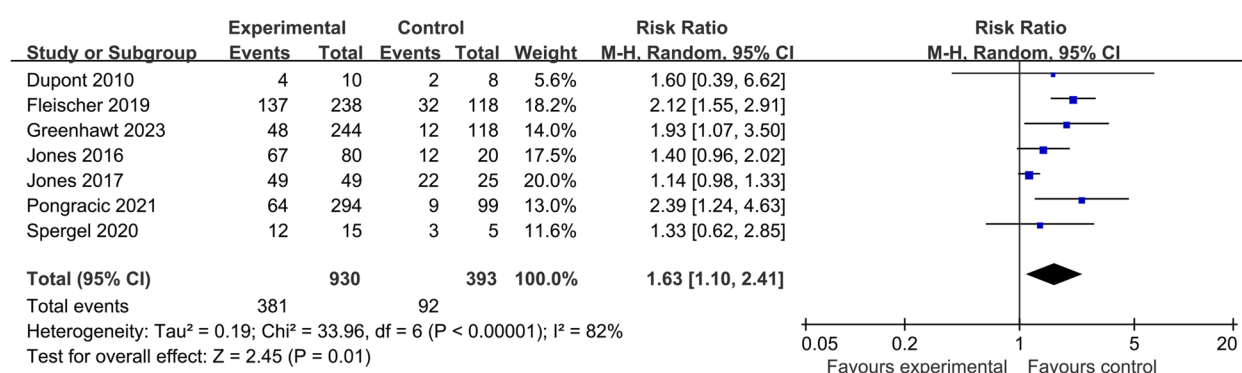 Experimental Control Risk Ratio Risk Ratio
Study or Subgroup Events Total Events Total Weight M-H, Random, 95% CI M-H, Random, 95% CI
Dupont 2010 4 10 2 8 5.6% 1.60 [0.39, 6.62]
Fleischer 2019 137 238 32 118 18.2% 2.12 [1.55, 2.91]
Greenhawt 2023 48 244 12 118 14.0% 1.93 [1.07, 3.50]
Jones 2016 67 80 12 20 17.5% 1.40 [0.96, 2.02]
Jones 2017 49 49 22 25 20.0% 1.14 [0.98, 1.33]
Pongracic 2021 64 294 9 99 13.0% 2.39 [1.24, 4.63]
Spergel 2020 12 15 3 5 11.6% 1.33 [0.62, 2.85]
Total (95% CI) 930 393 100.0% 1.63 [1.10, 2.41]
Total events 381 92
Heterogeneity: Tau² = 0.19; Chi² = 33.96, df = 6 (P < 0.00001); I² = 82%
Test for overall effect: Z = 2.45 (P = 0.01)
0.05 0.2 1 5 20
Favours experimental Favours control